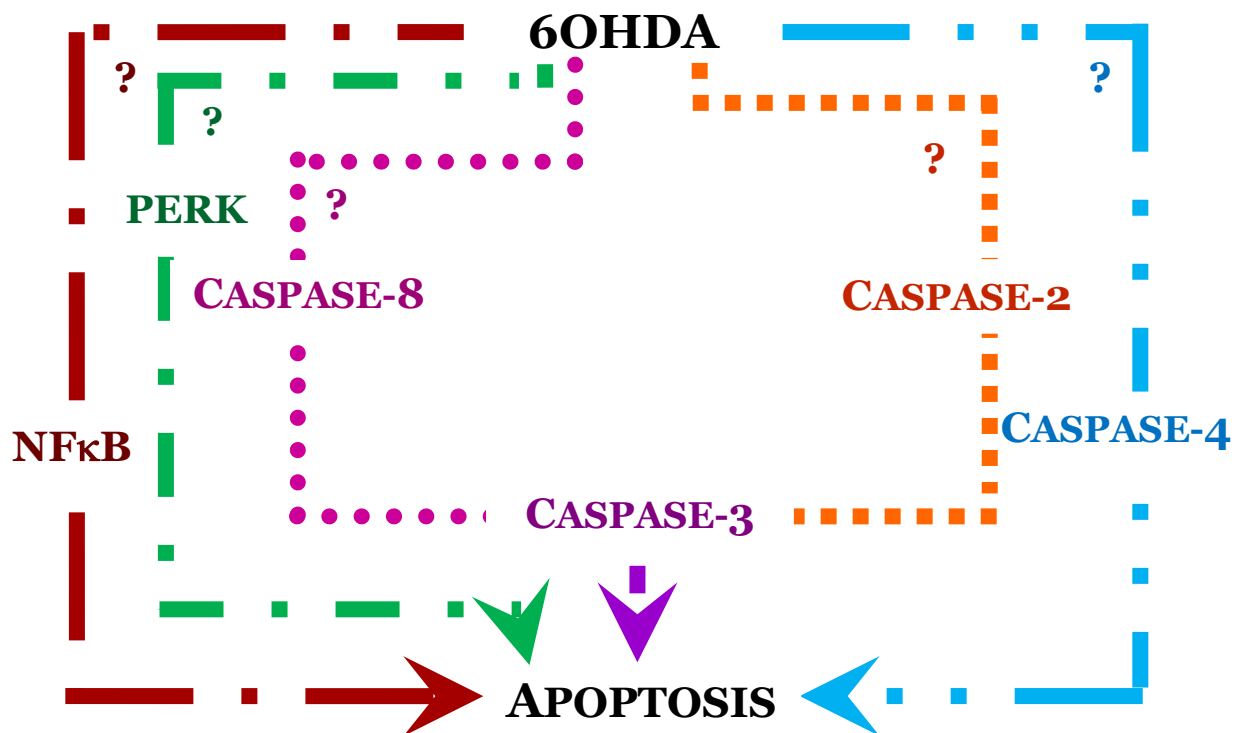 6OHDA
?
?
?
?
?
PERK
CASPASE-8
CASPASE-2
NFκB
CASPASE-4
CASPASE-3
APOPTOSIS